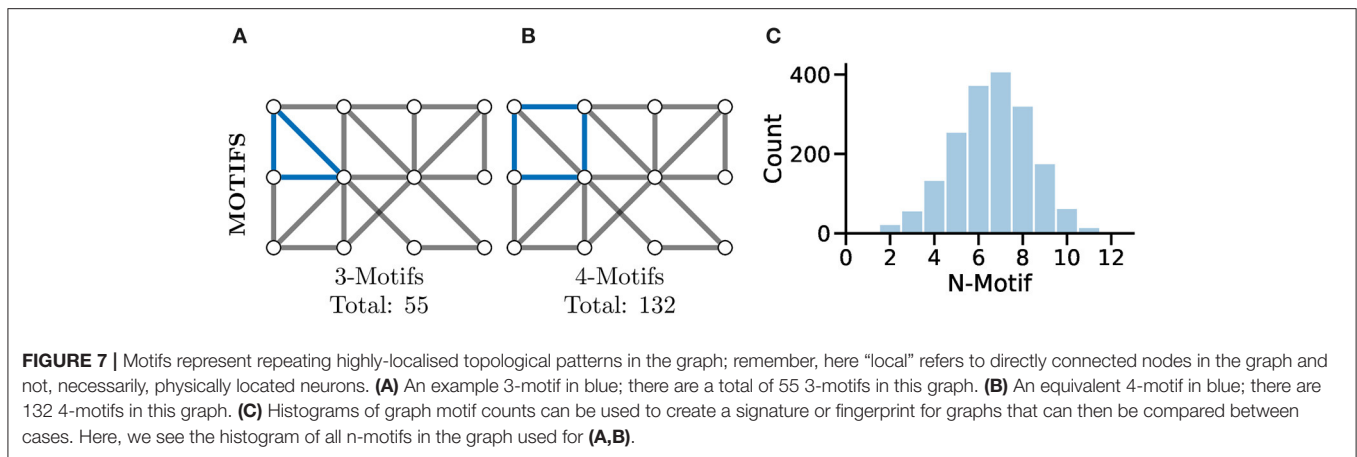 A
B
C
MOTIFS
3-Motifs
Total: 55
4-Motifs
Total: 132
Count
400
200
0
0 2 4 6 8 10 12
N-Motif
FIGURE 7 | Motifs represent repeating highly-localised topological patterns in the graph; remember, here “local” refers to directly connected nodes in the graph and
not, necessarily, physically located neurons. (A) An example 3-motif in blue; there are a total of 55 3-motifs in this graph. (B) An equivalent 4-motif in blue; there are
132 4-motifs in this graph. (C) Histograms of graph motif counts can be used to create a signature or fingerprint for graphs that can then be compared between
cases. Here, we see the histogram of all n-motifs in the graph used for (A,B).